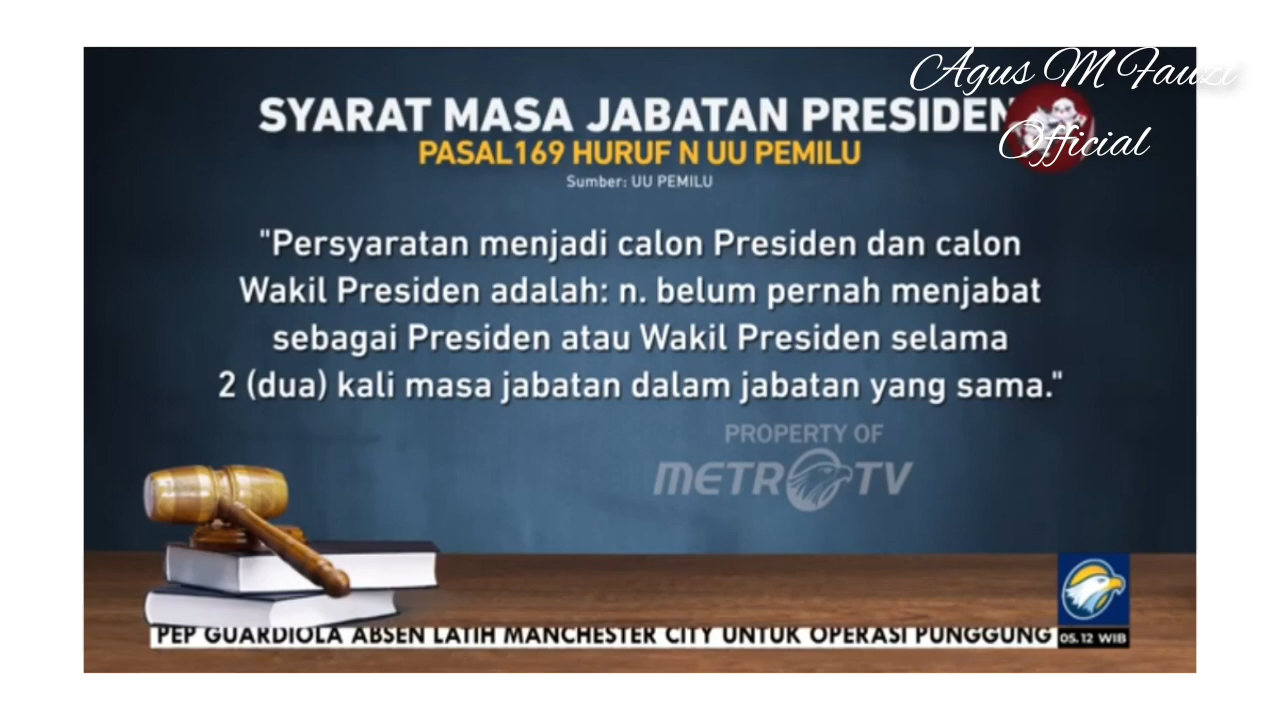 Agus M Fauzi
Official
SYARAT MASA JABATAN PRESIDEN
PASAL169 HURUF N UU PEMILU
Sumber: UU PEMILU
"Persyaratan menjadi calon Presiden dan calon
Wakil Presiden adalah: n. belum pernah menjabat
sebagai Presiden atau Wakil Presiden selama
2 (dua) kali masa jabatan dalam jabatan yang sama."
PROPERTY OF
METRO TV
PEP GUARDIOLA ABSEN LATIH MANCHESTER CITY UNTUK OPERASI PUNGGUNG
05.12 WIB